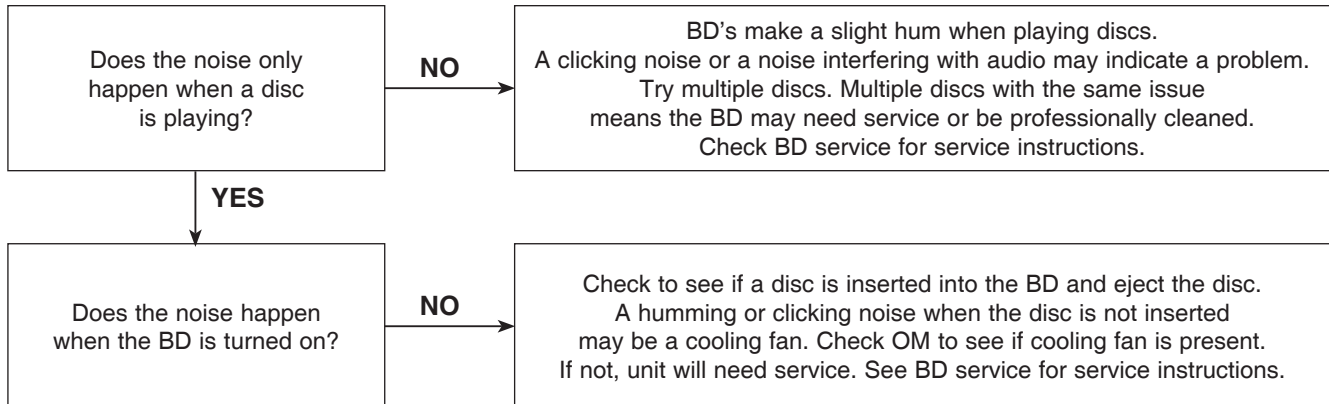 Does the noise only
happen when a disc
is playing?
NO
BD's make a slight hum when playing discs.
A clicking noise or a noise interfering with audio may indicate a problem.
Try multiple discs. Multiple discs with the same issue
means the BD may need service or be professionally cleaned.
Check BD service for service instructions.
YES
Does the noise happen
when the BD is turned on?
NO
Check to see if a disc is inserted into the BD and eject the disc.
A humming or clicking noise when the disc is not inserted
may be a cooling fan. Check OM to see if cooling fan is present.
If not, unit will need service. See BD service for service instructions.